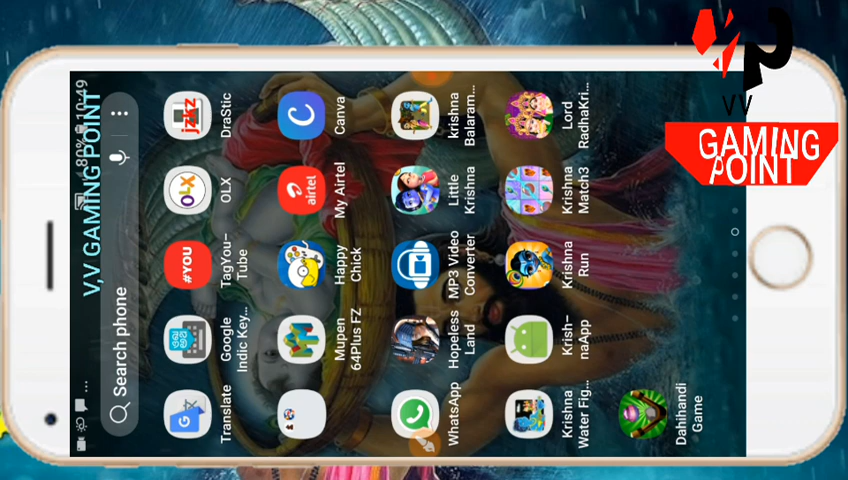 80% 10:49
V,V GAMING POINT
Search phone
Translate
Google
Indic Key...
TagYou-
Tube
#YOU
OLX
OLX
DraStic
jzkz
Mupen
64Plus FZ
Happy
Chick
My Airtel
airtel
Canva
C
WhatsApp
Hopeless
Land
MP3 Video
Converter
Little
Krishna
krishna
Balaram...
Krishna
Water Fig...
Krish-
naApp
Krishna
Run
Krishna
Match3
Lord
RadhaKri...
Dahihandi
Game
VV
GAMING
POINT